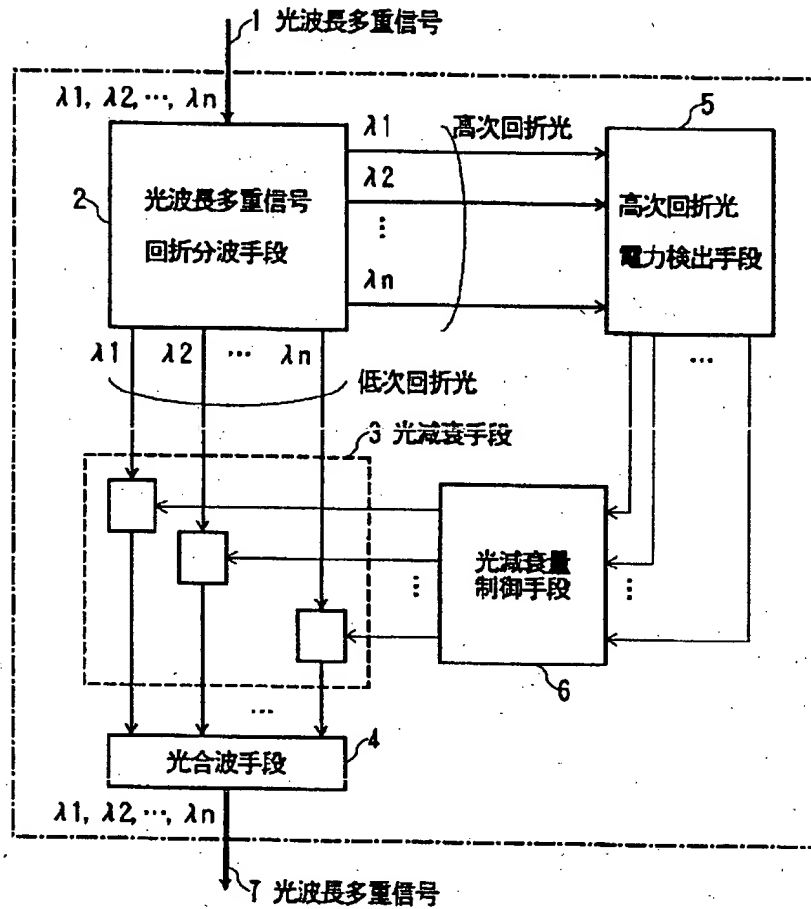 1 光波長多重信号
λ1, λ2, …, λn
2
光波長多重信号
回折分波手段
λ1
λ2
⋮
λn
高次回折光
5
高次回折光
電力検出手段
…
λ1 λ2 … λn
低次回折光
3 光減衰手段
光減衰量
制御手段
⋮
⋮
6
…
4
光合波手段
λ1, λ2, …, λn
7 光波長多重信号